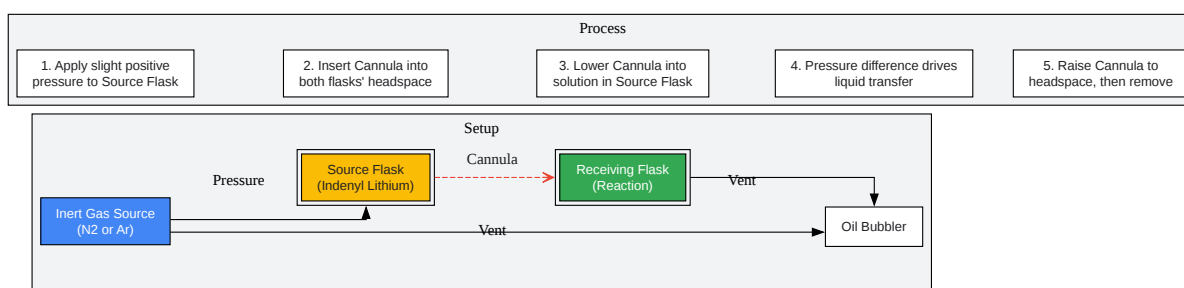 Process
1. Apply slight positive
pressure to Source Flask
2. Insert Cannula into
both flasks' headspace
3. Lower Cannula into
solution in Source Flask
4. Pressure difference drives
liquid transfer
5. Raise Cannula to
headspace, then remove
Setup
Pressure
Source Flask
(Indenyl Lithium)
Cannula
Receiving Flask
(Reaction)
Vent
Inert Gas Source
(N2 or Ar)
Vent
Oil Bubbler